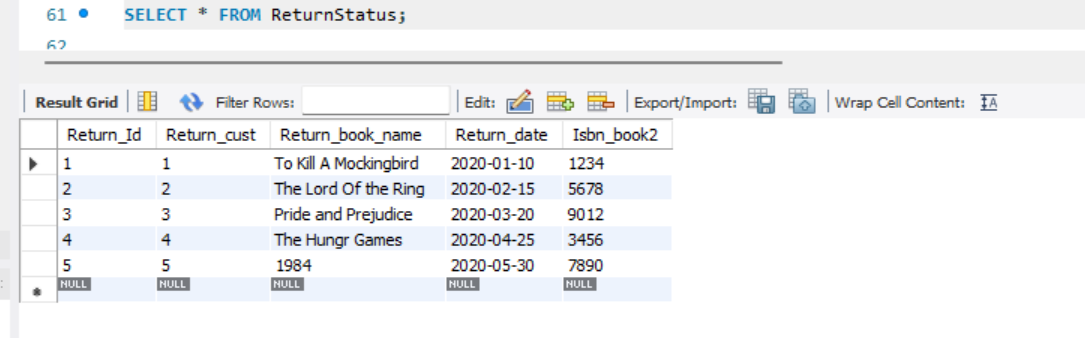 61 SELECT * FROM ReturnStatus;
62
Result Grid Filter Rows: Edit: Export/Import: Wrap Cell Content: IA
Return_Id Return_cust Return_book_name Return_date Isbn_book2
1 1 To Kill A Mockingbird 2020-01-10 1234
2 2 The Lord Of the Ring 2020-02-15 5678
3 3 Pride and Prejudice 2020-03-20 9012
4 4 The Hungr Games 2020-04-25 3456
5 5 1984 2020-05-30 7890
NULL NULL NULL NULL NULL